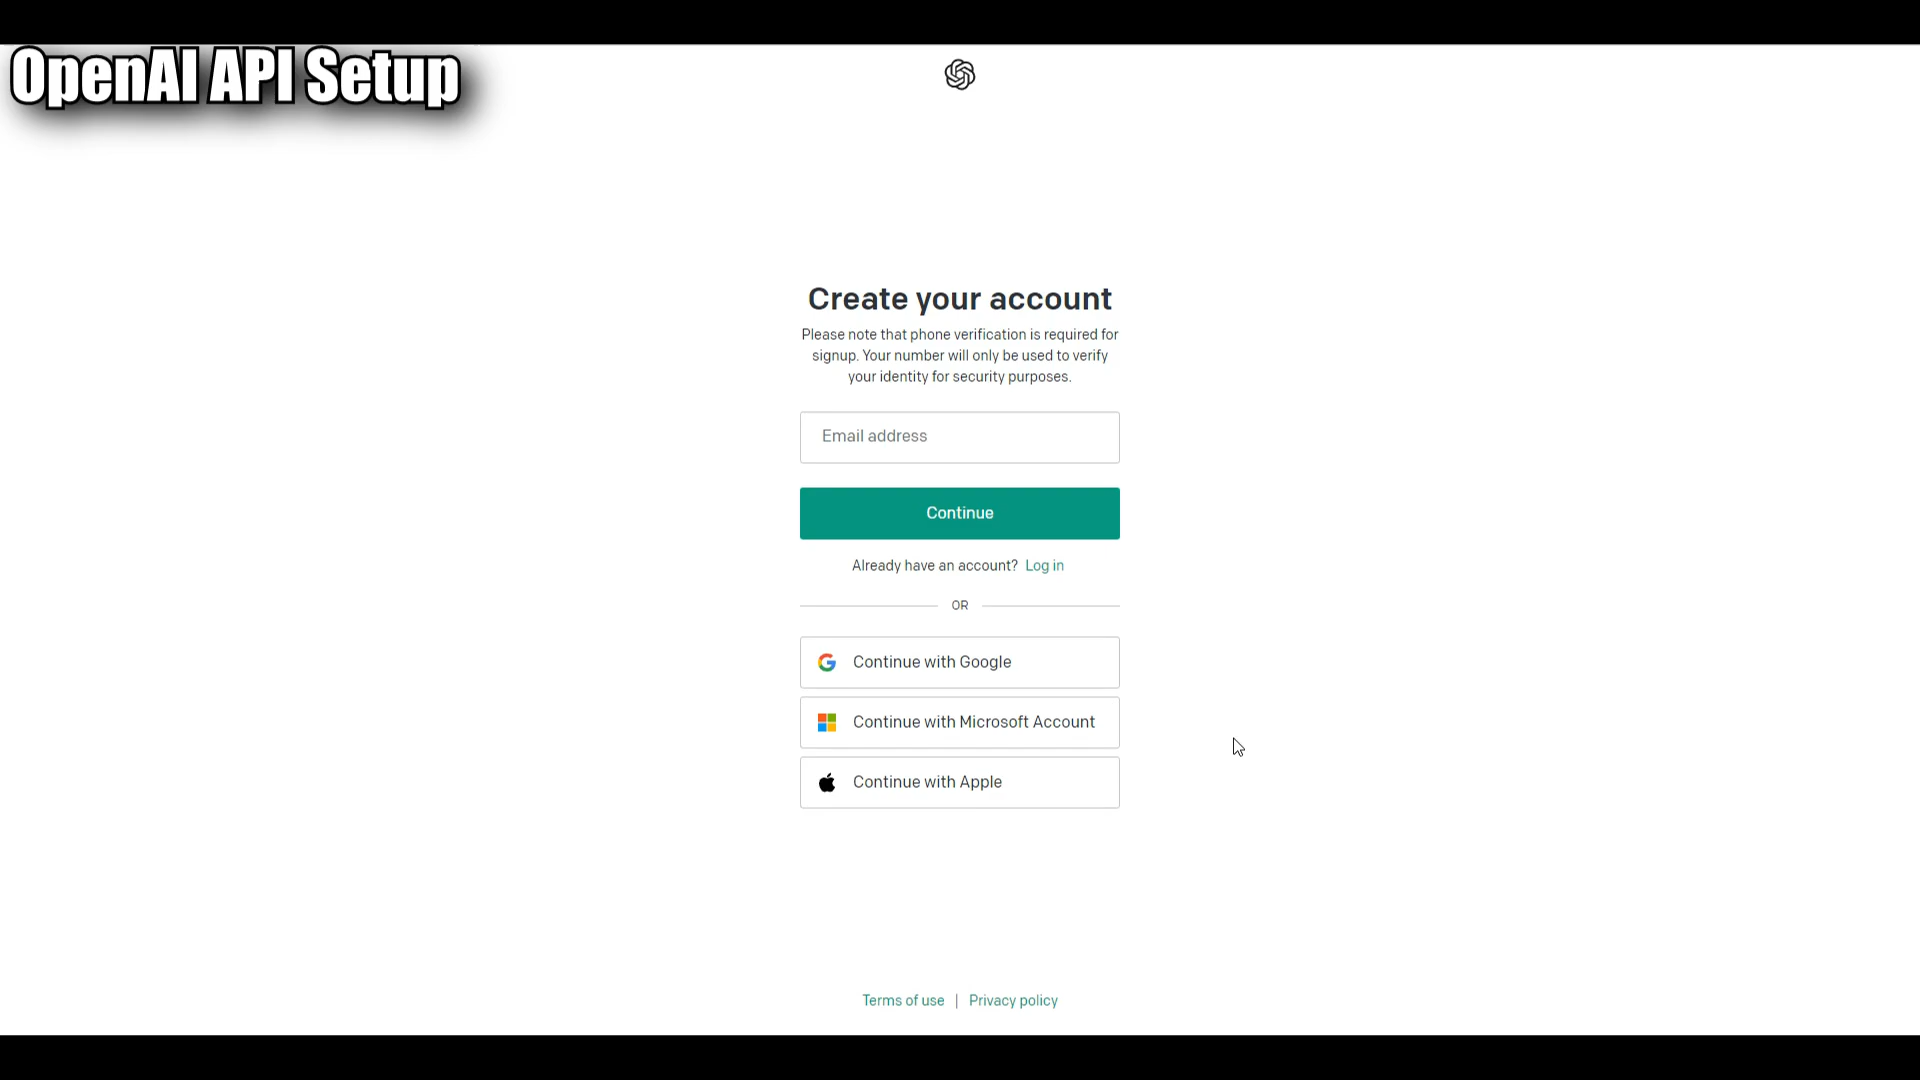 OpenAI API Setup
Create your account
Please note that phone verification is required for
signup. Your number will only be used to verify
your identity for security purposes.
Email address
Continue
Already have an account? Log in
OR
Continue with Google
Continue with Microsoft Account
Continue with Apple
Terms of use | Privacy policy